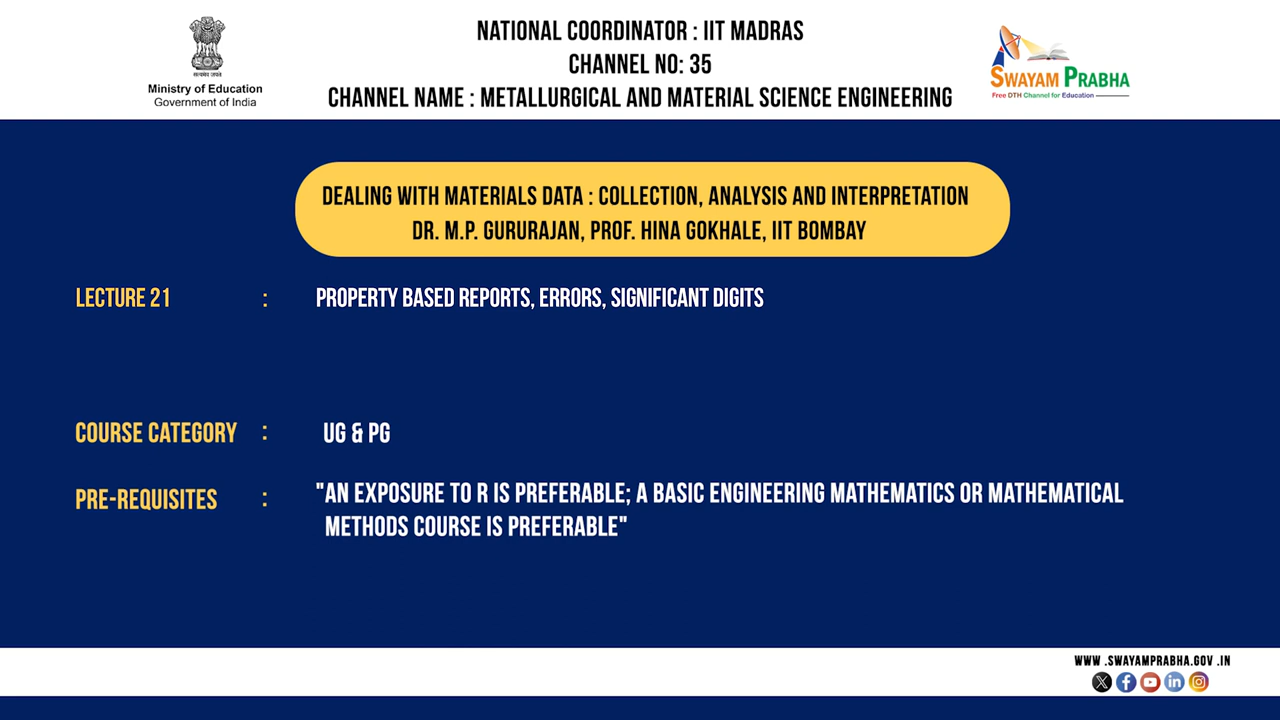 सत्यमेव जयते
Ministry of Education
Government of India
NATIONAL COORDINATOR : IIT MADRAS
CHANNEL NO: 35
CHANNEL NAME : METALLURGICAL AND MATERIAL SCIENCE ENGINEERING
SWAYAM PRABHA
Free DTH Channel for Education
DEALING WITH MATERIALS DATA : COLLECTION, ANALYSIS AND INTERPRETATION
DR. M.P. GURURAJAN, PROF. HINA GOKHALE, IIT BOMBAY
LECTURE 21 : PROPERTY BASED REPORTS, ERRORS, SIGNIFICANT DIGITS
COURSE CATEGORY : UG & PG
PRE-REQUISITES : "AN EXPOSURE TO R IS PREFERABLE; A BASIC ENGINEERING MATHEMATICS OR MATHEMATICAL
METHODS COURSE IS PREFERABLE"
WWW .SWAYAMPRABHA.GOV .IN